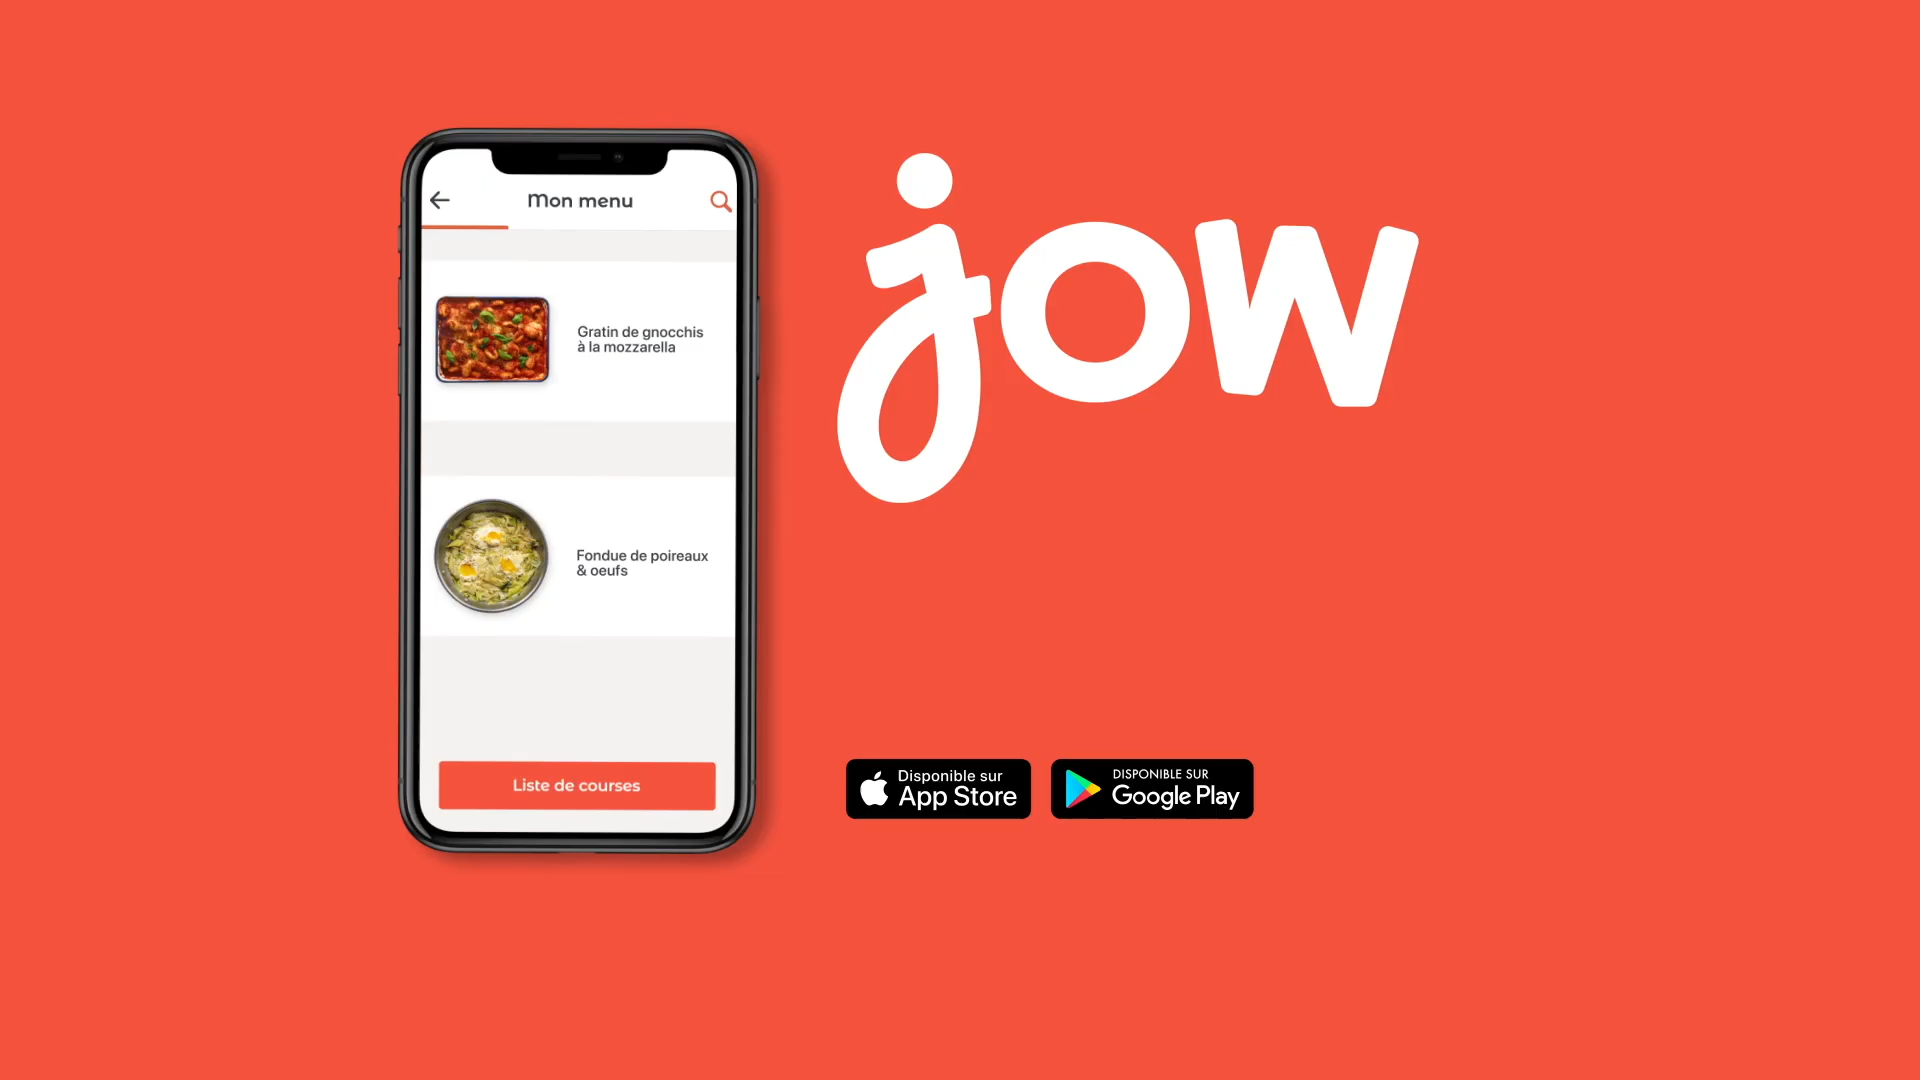 Mon menu
Gratin de gnocchis
à la mozzarella
Fondue de poireaux
& oeufs
Liste de courses
jow
Disponible sur
App Store
DISPONIBLE SUR
Google Play